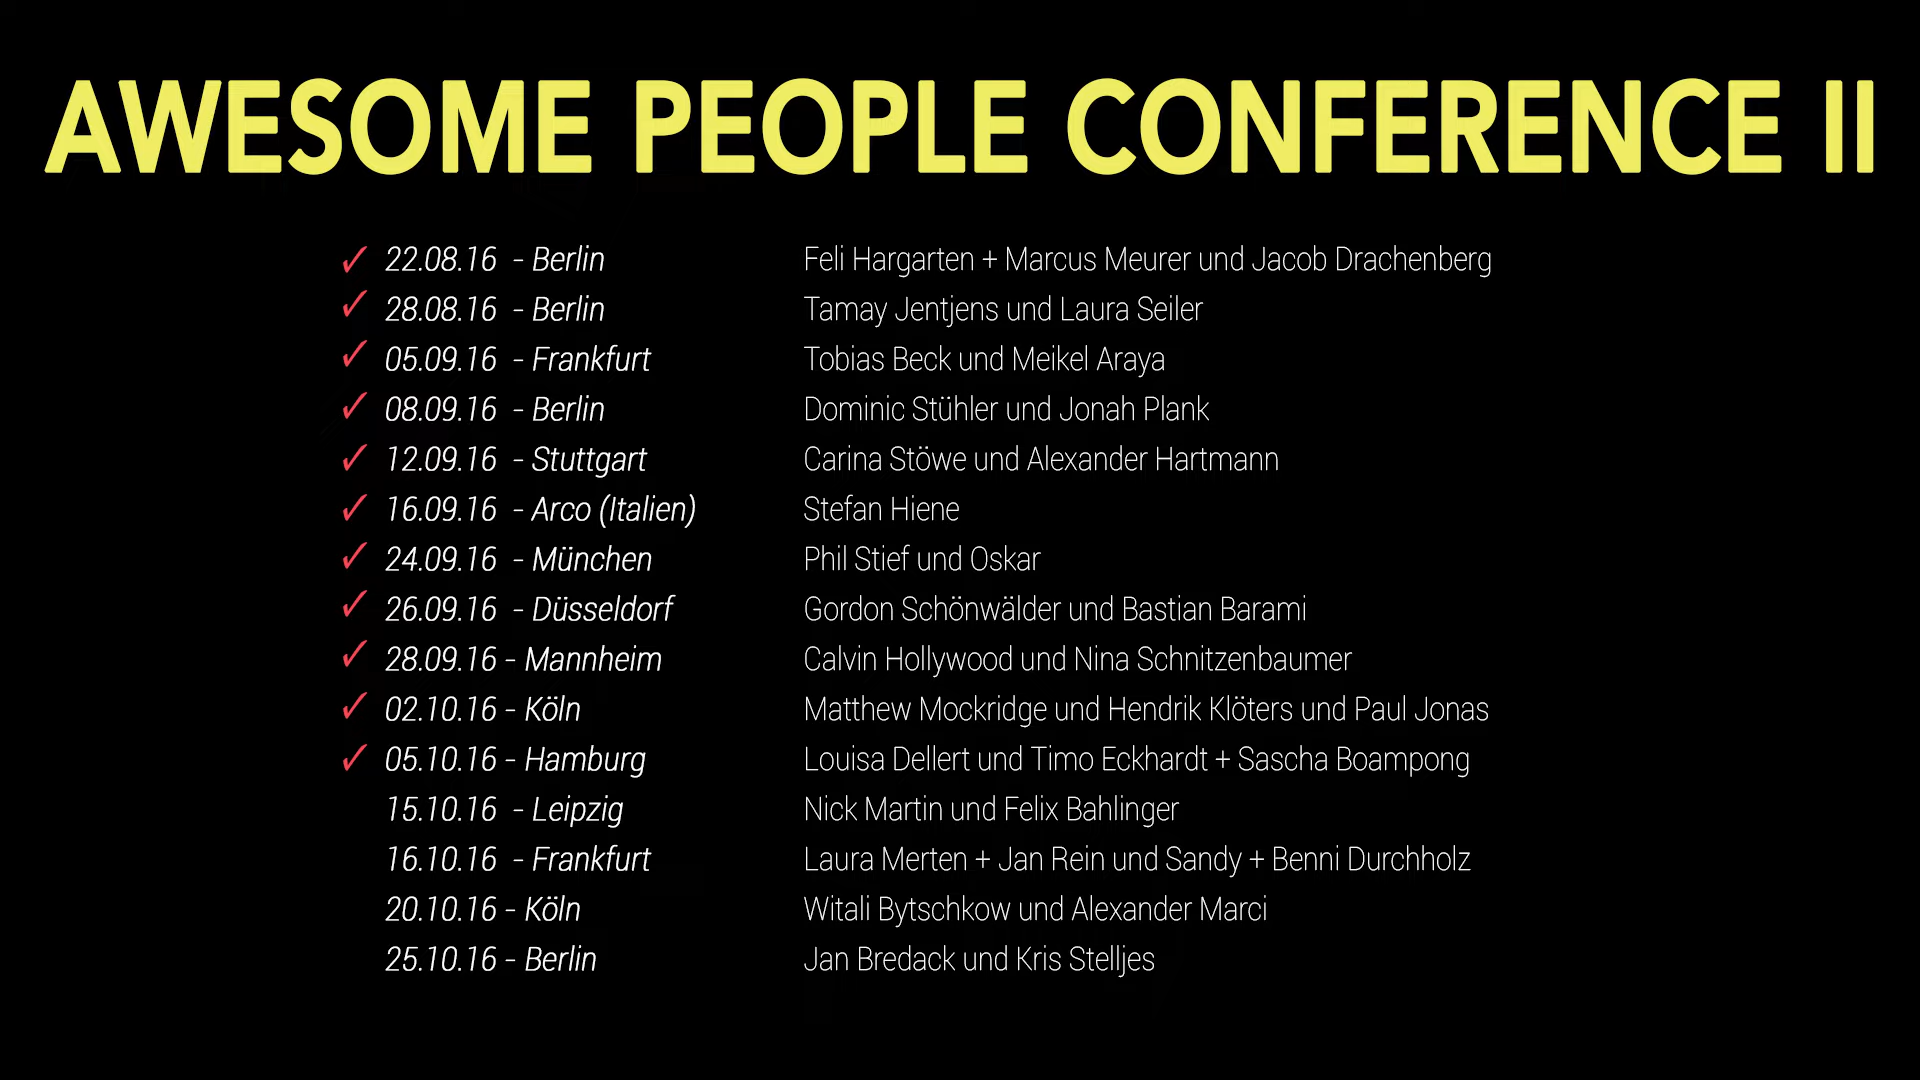 AWESOME PEOPLE CONFERENCE II
✓ 22.08.16 - Berlin Feli Hargarten + Marcus Meurer und Jacob Drachenberg
✓ 28.08.16 - Berlin Tamay Jentjens und Laura Seiler
✓ 05.09.16 - Frankfurt Tobias Beck und Meikel Araya
✓ 08.09.16 - Berlin Dominic Stühler und Jonah Plank
✓ 12.09.16 - Stuttgart Carina Stöwe und Alexander Hartmann
✓ 16.09.16 - Arco (Italien) Stefan Hiene
✓ 24.09.16 - München Phil Stief und Oskar
✓ 26.09.16 - Düsseldorf Gordon Schönwälder und Bastian Barami
✓ 28.09.16 - Mannheim Calvin Hollywood und Nina Schnitzenbaumer
✓ 02.10.16 - Köln Matthew Mockridge und Hendrik Klöters und Paul Jonas
✓ 05.10.16 - Hamburg Louisa Dellert und Timo Eckhardt + Sascha Boampong
15.10.16 - Leipzig Nick Martin und Felix Bahlinger
16.10.16 - Frankfurt Laura Merten + Jan Rein und Sandy + Benni Durchholz
20.10.16 - Köln Witali Bytschkow und Alexander Marci
25.10.16 - Berlin Jan Bredack und Kris Stelljes